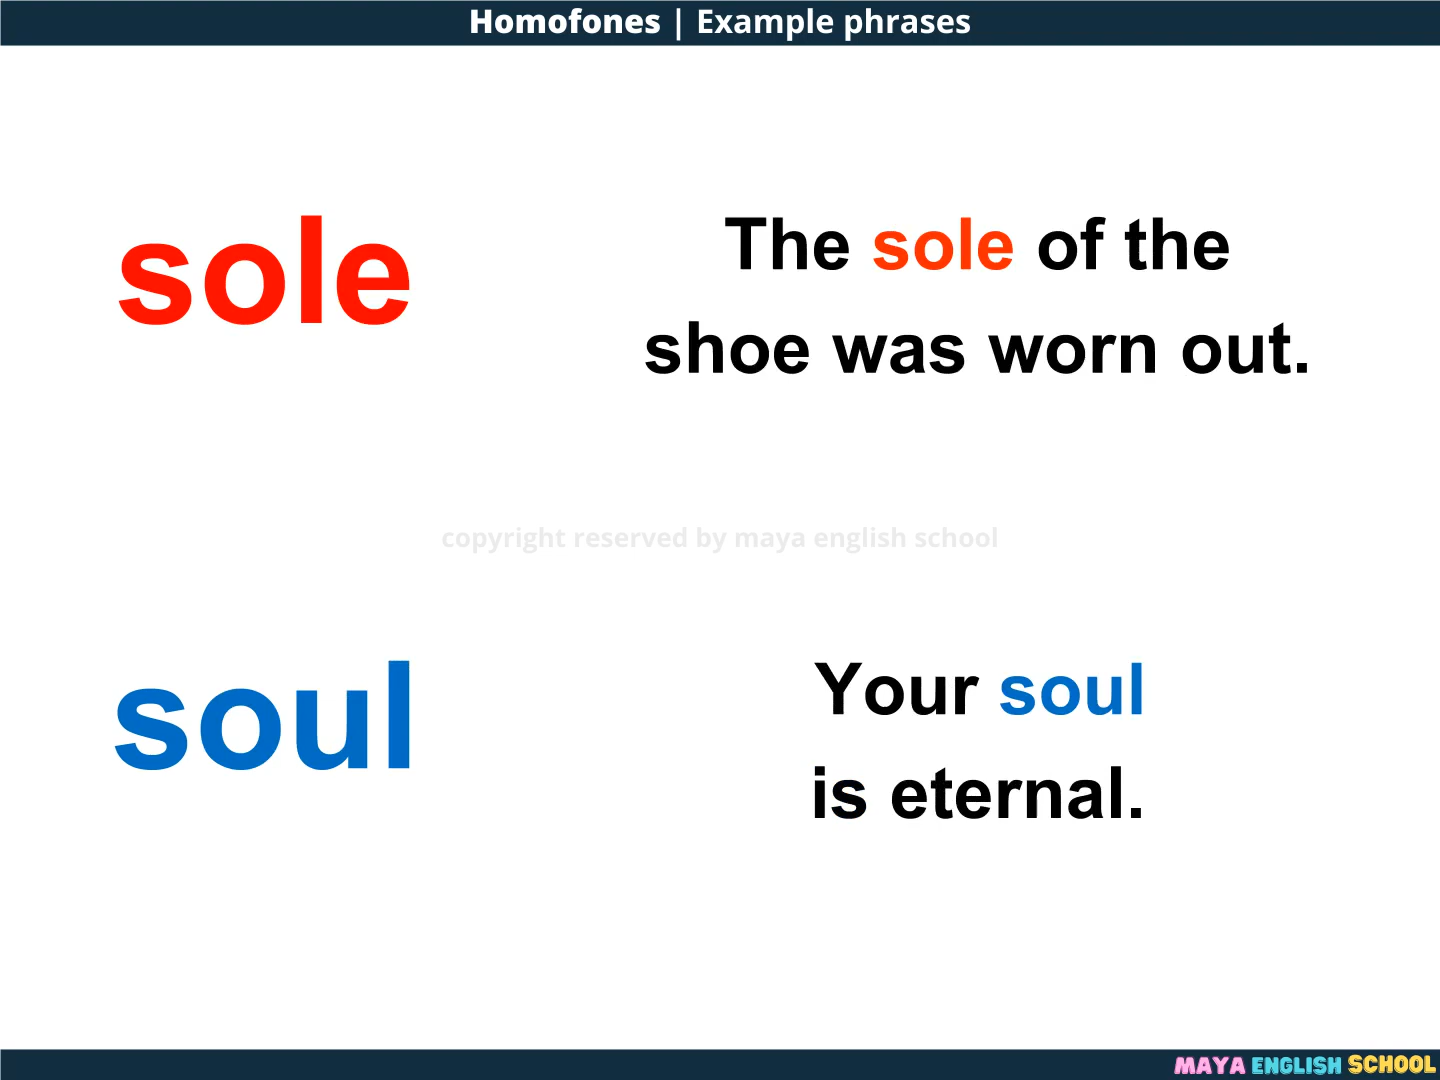 Homofones | Example phrases
sole
The sole of the
shoe was worn out.
copyright reserved by maya english school
soul
Your soul
is eternal.
MAYA ENGLISH SCHOOL